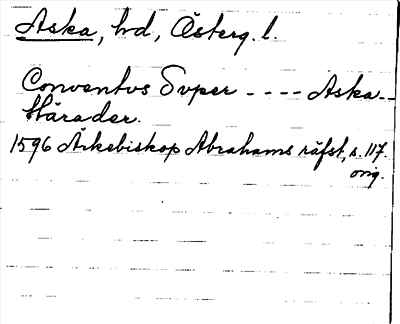 Aska, hd, Österg. l.
Conventus Super - - - - Aska -
Härader.
1596 Ärkebiskop Abrahams räfst, s. 117.
orig.